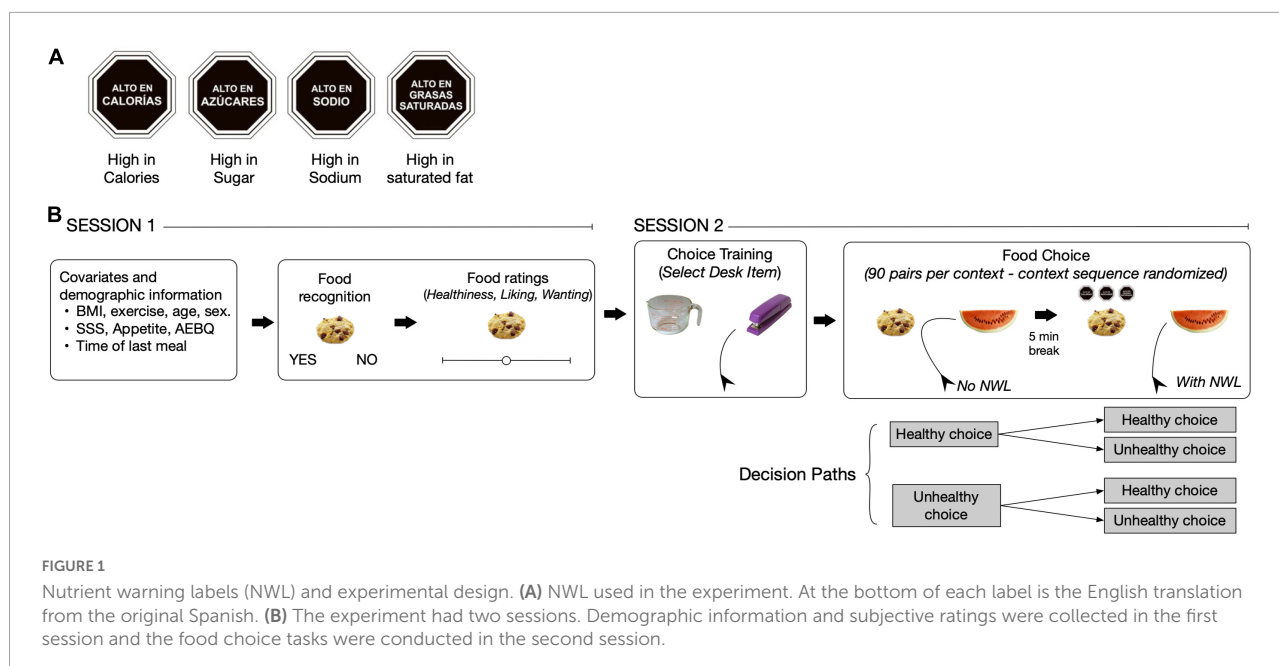 A
ALTO EN
CALORÍAS
ALTO EN
AZÚCARES
ALTO EN
SODIO
ALTO EN
GRASAS
SATURADAS
High in
Calories
High in
Sugar
High in
Sodium
High in
saturated fat
B
SESSION 1
SESSION 2
Covariates and
demographic information
• BMI, exercise, age, sex.
• SSS, Appetite, AEBQ
• Time of last meal
Food
recognition
YES NO
Food ratings
(Healthiness, Liking, Wanting)
Choice Training
(Select Desk Item)
Food Choice
(90 pairs per context - context sequence randomized)
5 min
break
No NWL
With NWL
Decision Paths
Healthy choice
Healthy choice
Unhealthy choice
Unhealthy
choice
Healthy choice
Unhealthy choice
FIGURE 1
Nutrient warning labels (NWL) and experimental design. (A) NWL used in the experiment. At the bottom of each label is the English translation
from the original Spanish. (B) The experiment had two sessions. Demographic information and subjective ratings were collected in the first
session and the food choice tasks were conducted in the second session.